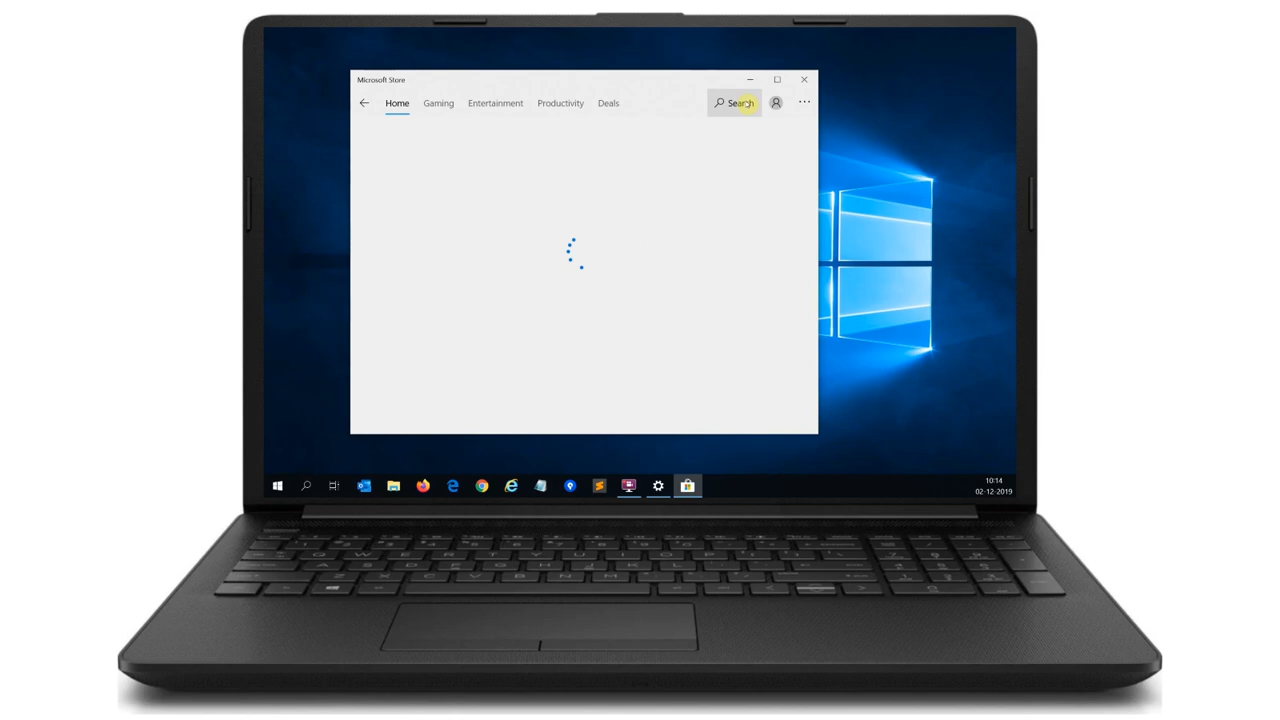 Microsoft Store
Home Gaming Entertainment Productivity Deals Search
10:14
02-12-2019